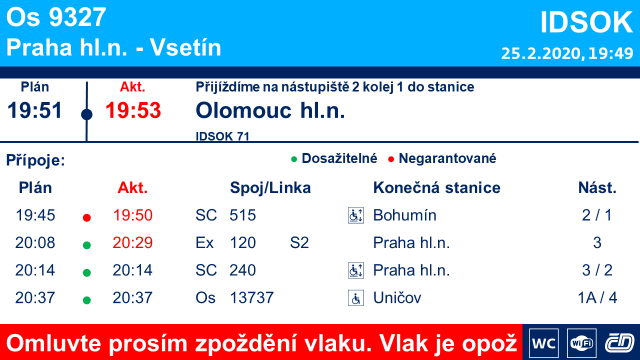 Os 9327
IDSOK
Praha hl.n. - Vsetín
25.2.2020, 19:49
Plán Akt. Přijíždíme na nástupiště 2 kolej 1 do stanice
19:51 19:53 Olomouc hl.n.
IDSOK 71
Přípoje: Dosažitelné Negarantované
Plán Akt. Spoj/Linka Konečná stanice Nást.
19:45 19:50 SC 515 Bohumín 2 / 1
20:08 20:29 Ex 120 S2 Praha hl.n. 3
20:14 20:14 SC 240 Praha hl.n. 3 / 2
20:37 20:37 Os 13737 Uničov 1A / 4
Omluvte prosím zpoždění vlaku. Vlak je opož WC WiFi ČD